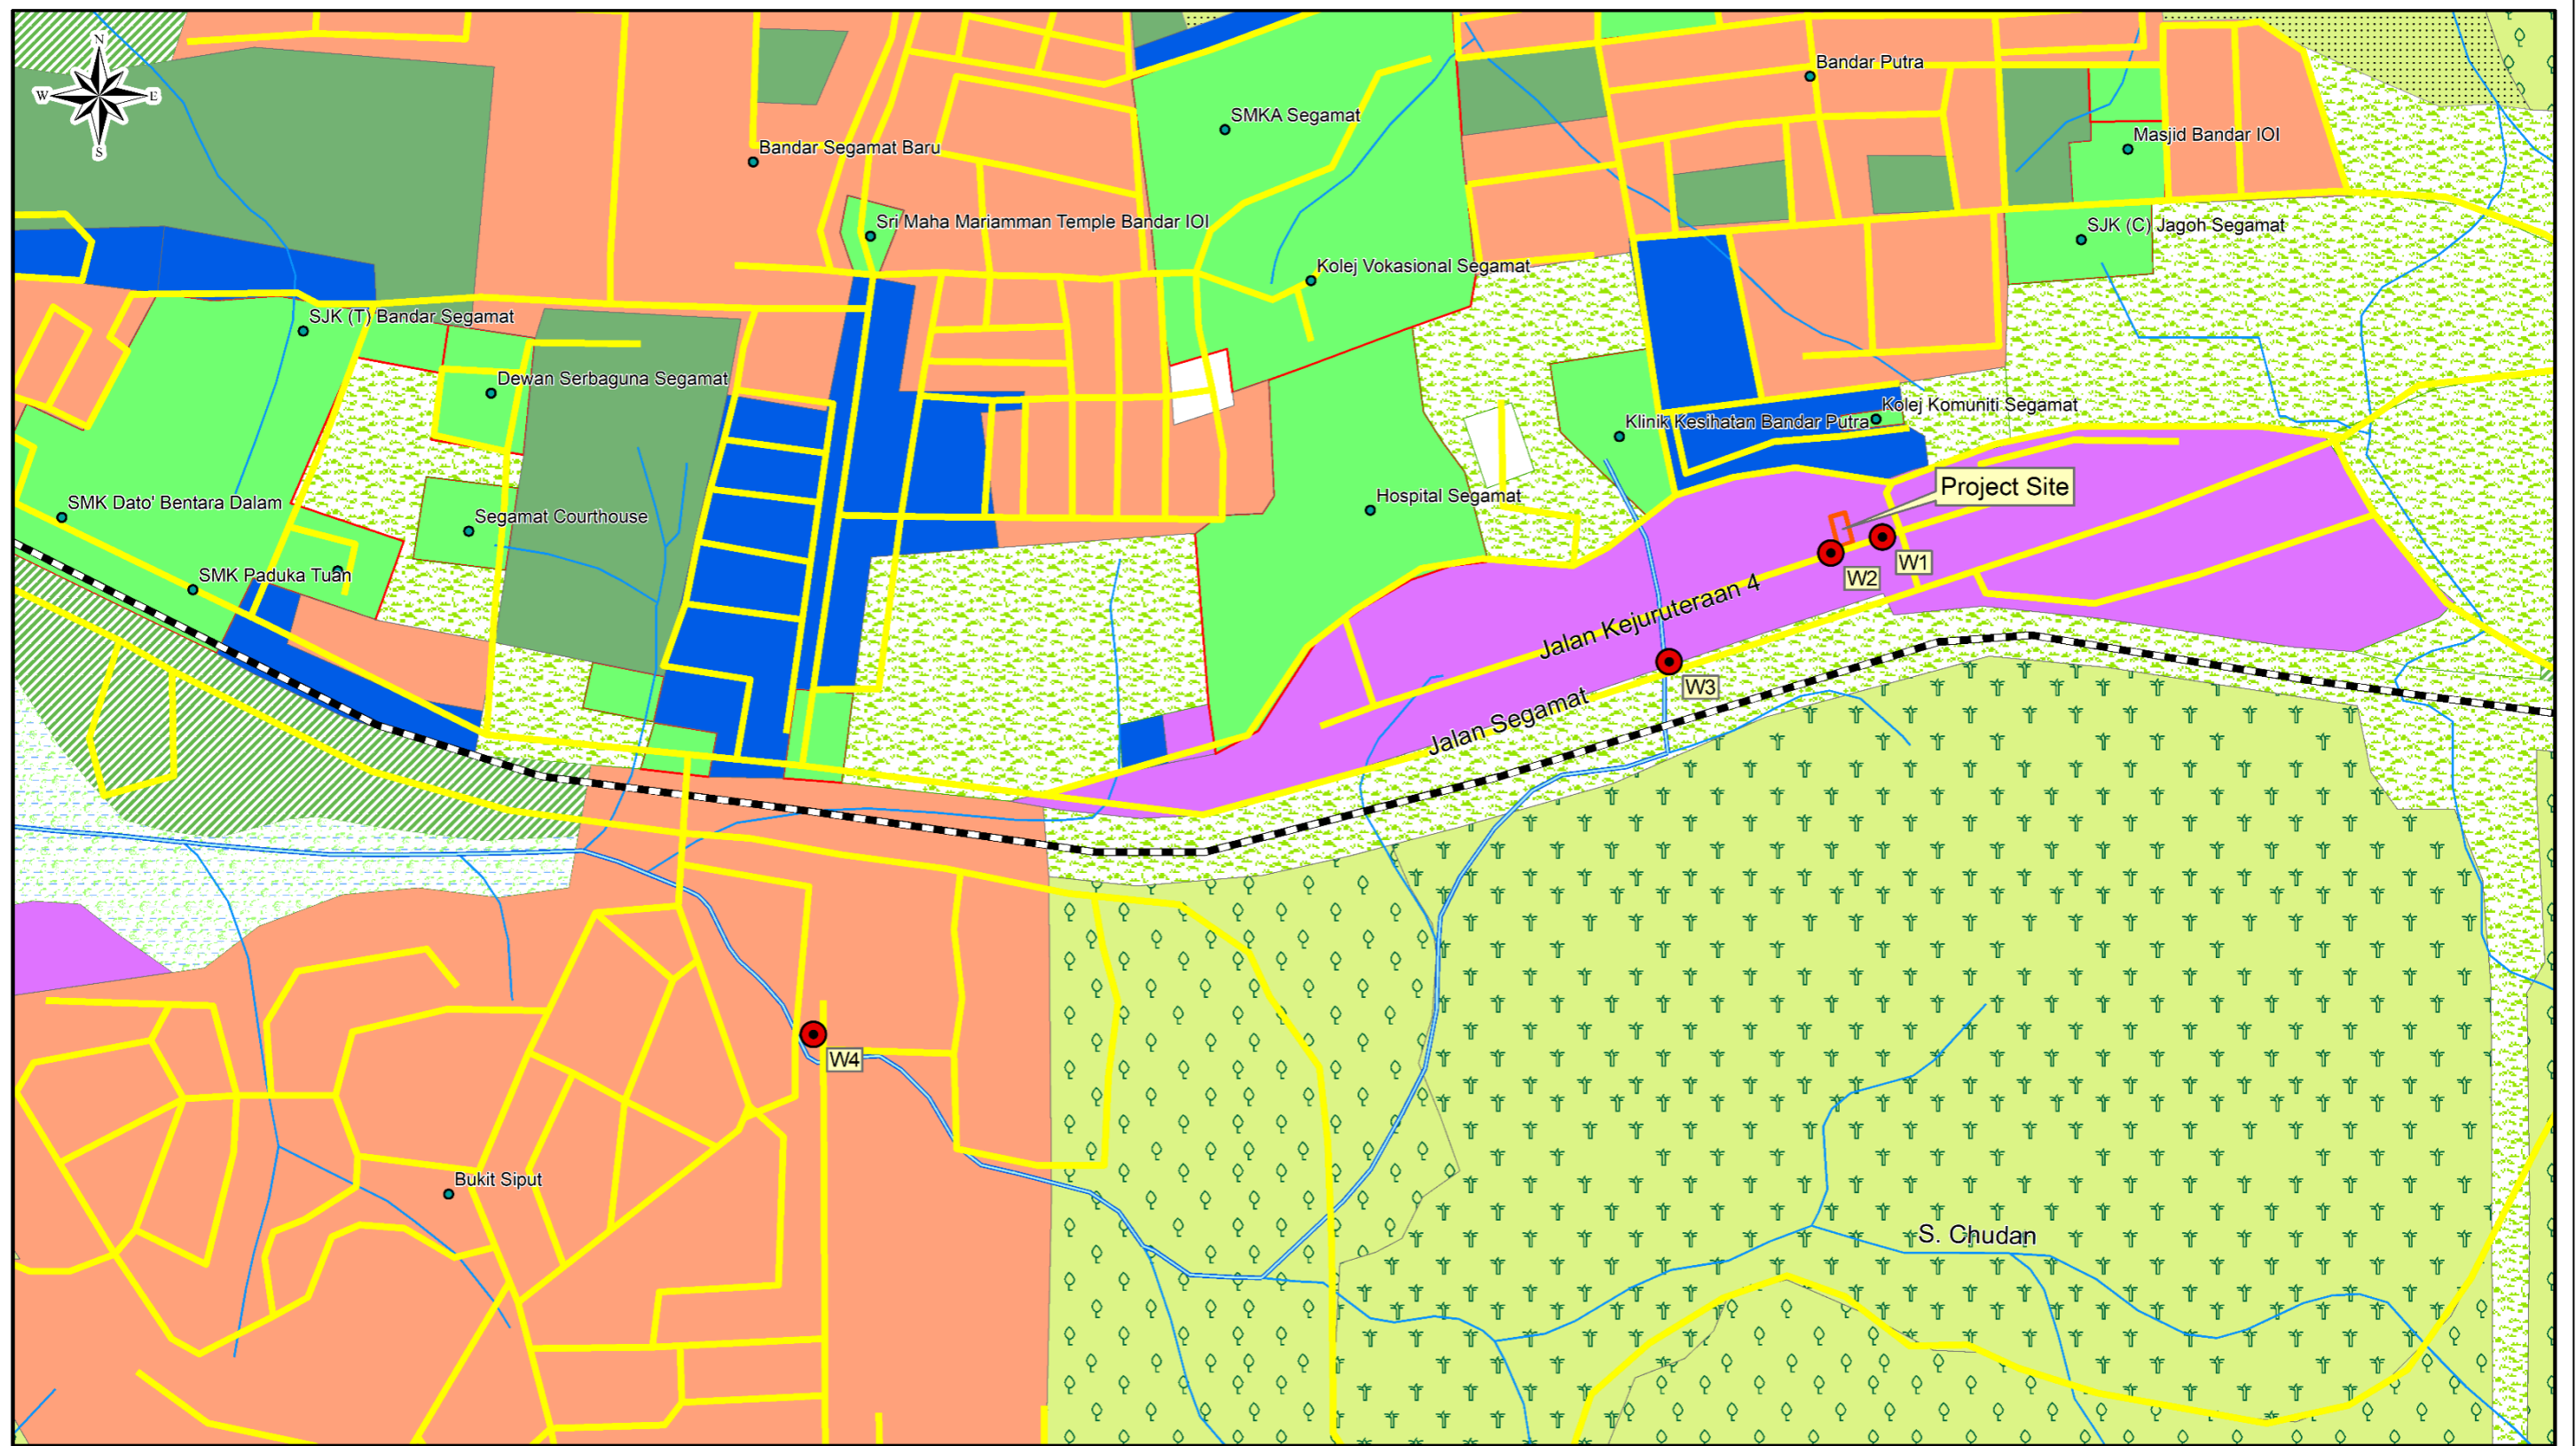 N
W
E
S
Bandar Putra
SMKA Segamat
Masjid Bandar IOI
Bandar Segamat Baru
Sri Maha Mariamman Temple Bandar IOI
SJK (C) Jagoh Segamat
Kolej Vokasional Segamat
SJK (T) Bandar Segamat
Dewan Serbaguna Segamat
Kolej Komuniti Segamat
Klinik Kesihatan Bandar Putra
Project Site
Hospital Segamat
SMK Dato' Bentara Dalam
Segamat Courthouse
W1
W2
SMK Paduka Tuan
Jalan Kejuruteraan 4
W3
Jalan Segamat
W4
Bukit Siput
S. Chudan